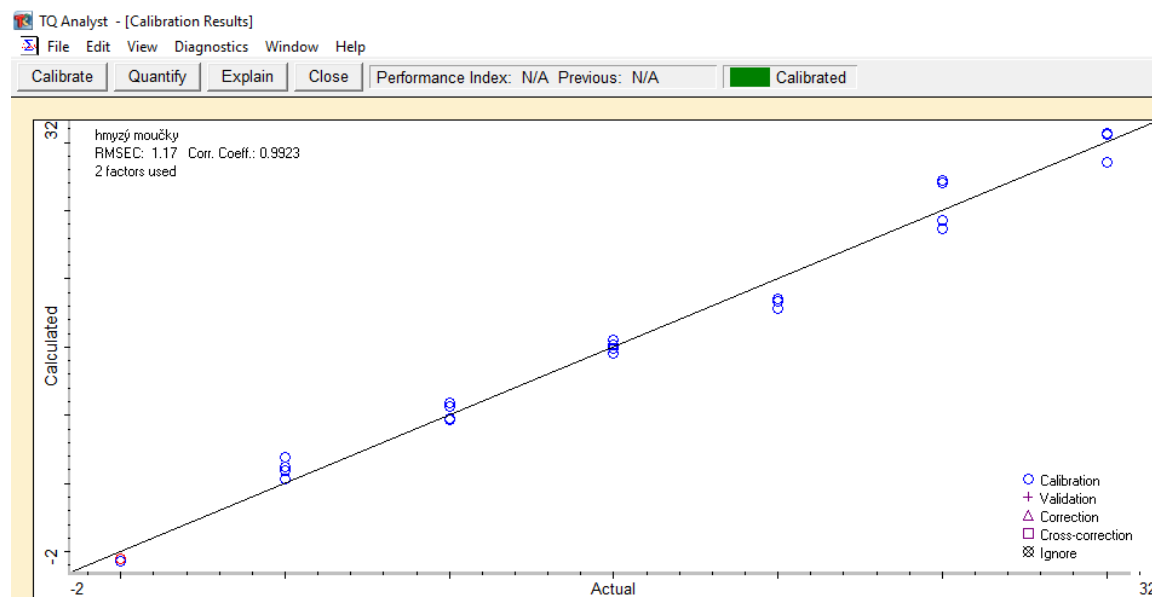 TQ Analyst - [Calibration Results]
File Edit View Diagnostics Window Help
Calibrate Quantify Explain Close Performance Index: N/A Previous: N/A Calibrated
32
hmyzý moučky
RMSEC: 1.17 Corr. Coeff.: 0.9923
2 factors used
Calculated
Calibration
Validation
Correction
Cross-correction
Ignore
-2
-2 Actual 32